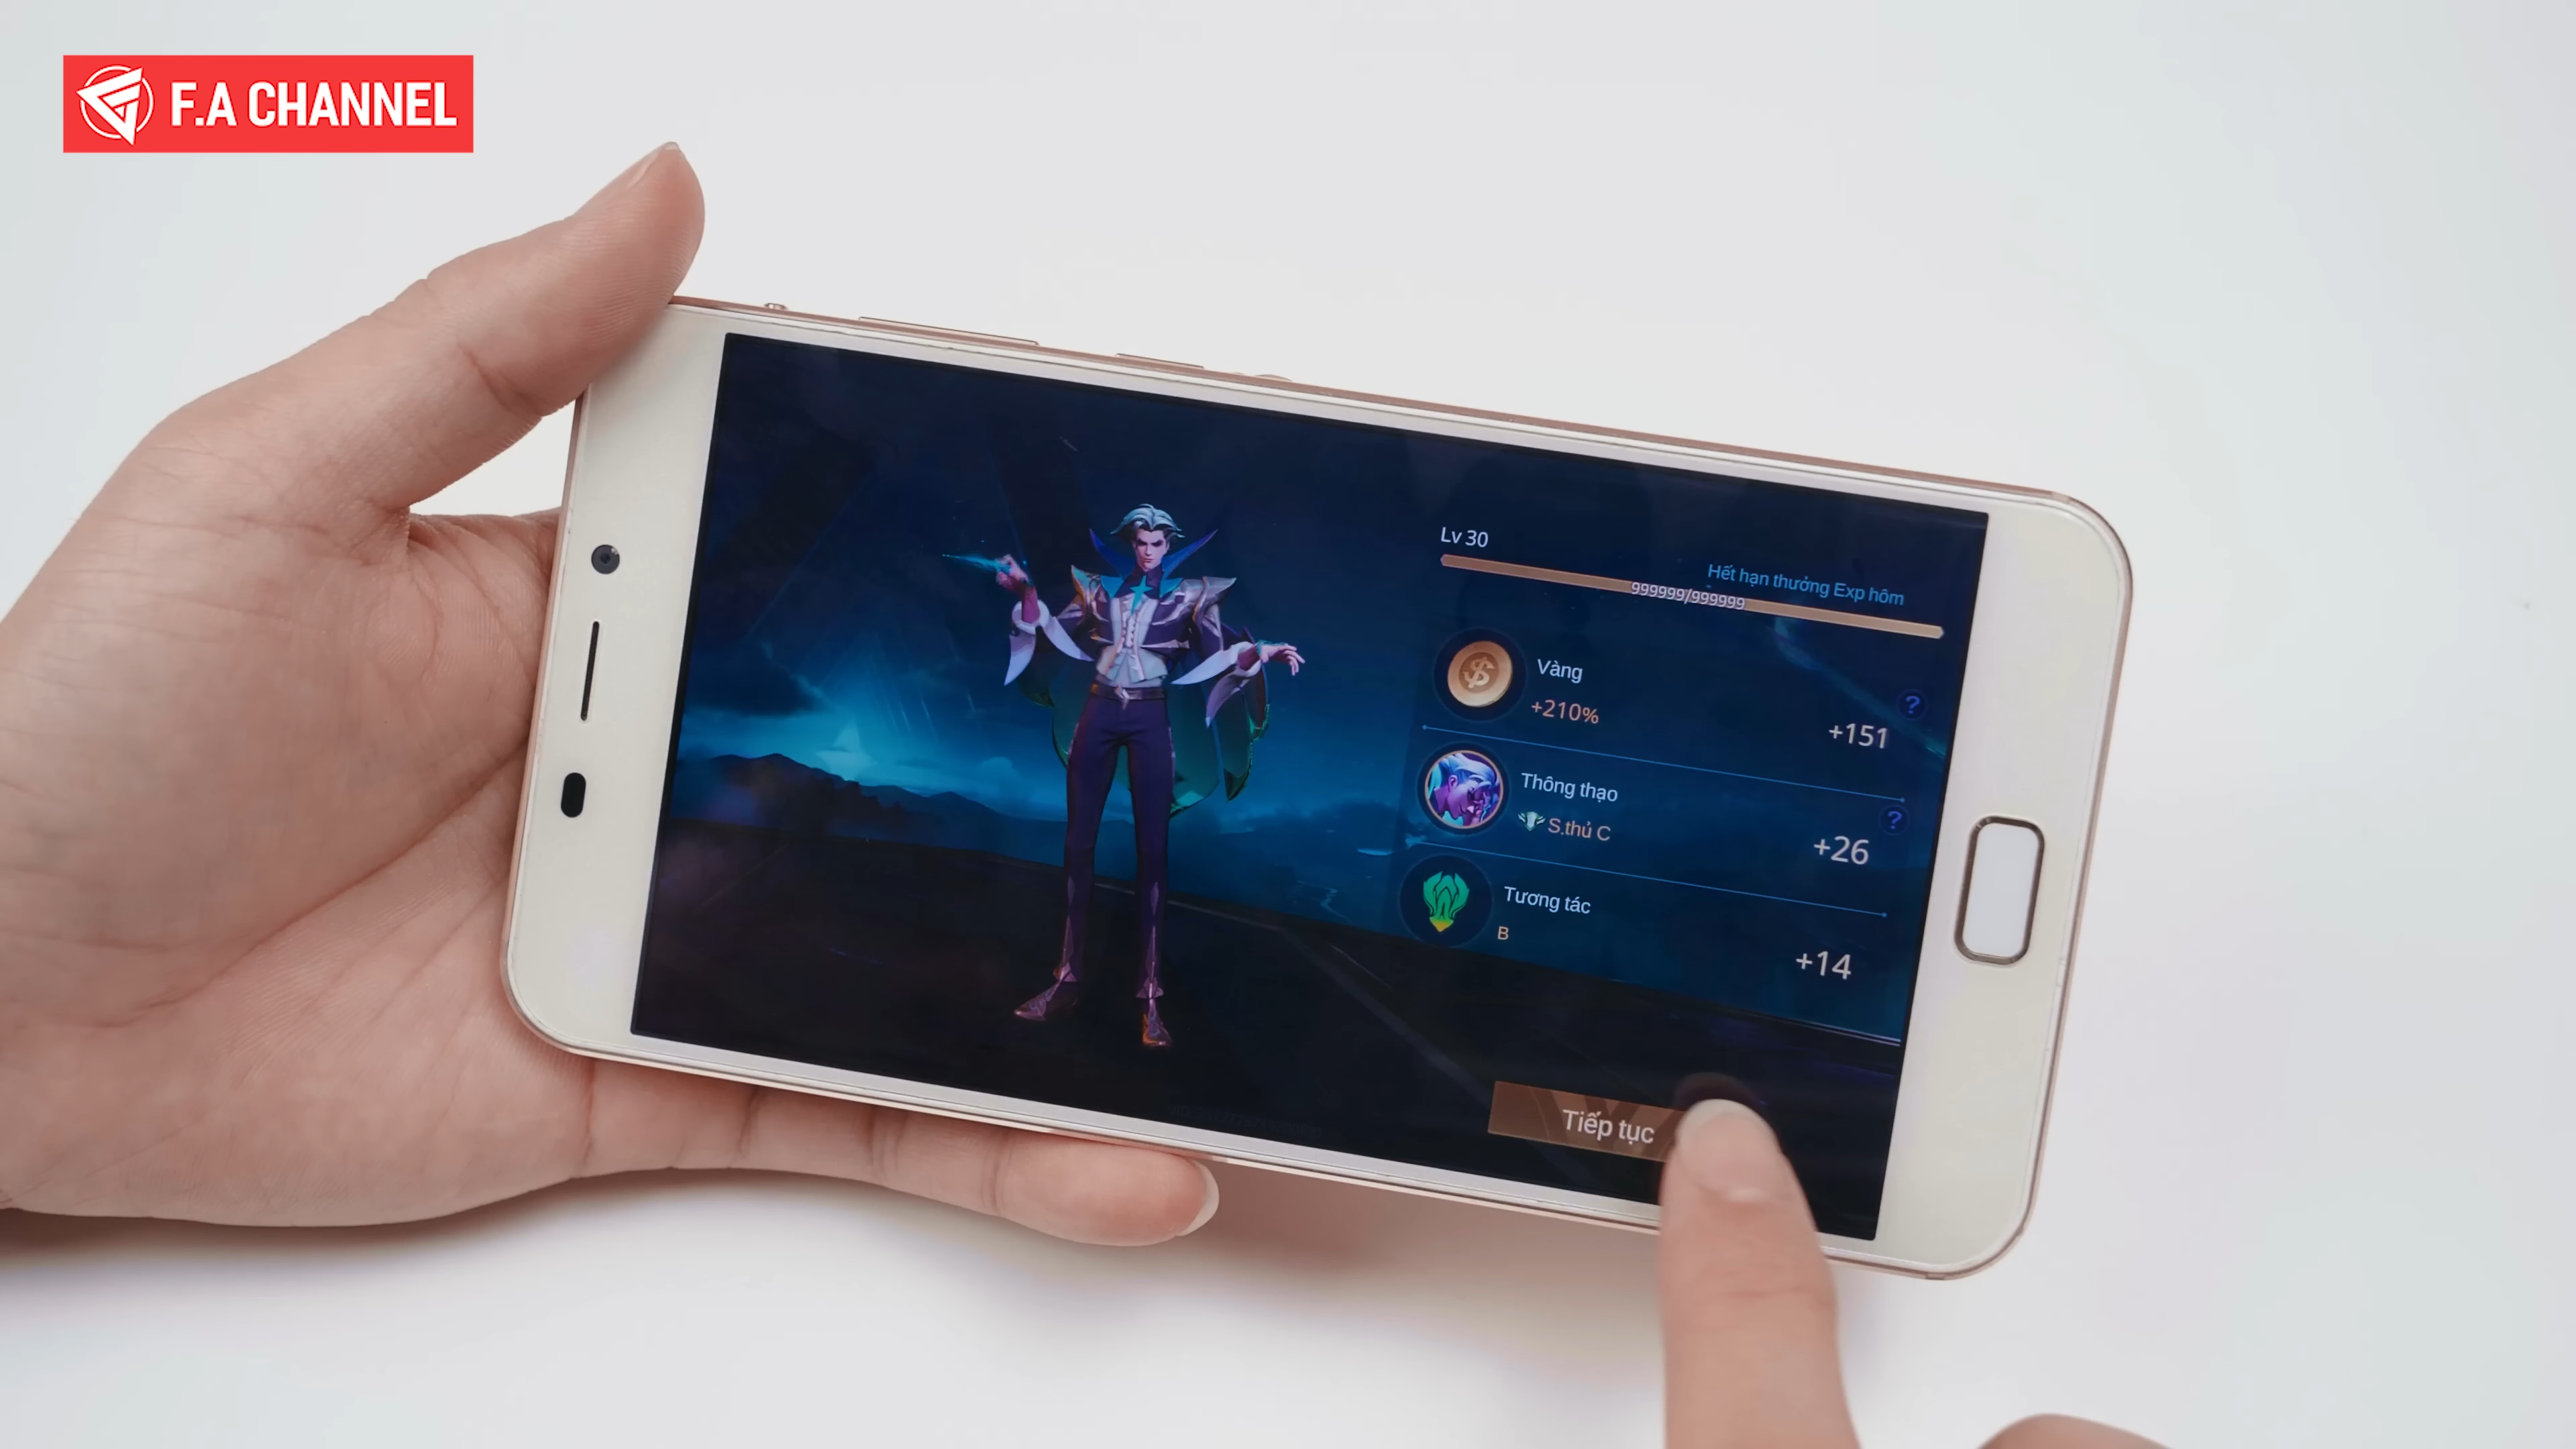 F.A CHANNEL
Lv 30
Hết hạn thưởng Exp hôm
999999/999999
Vàng
+210%
+151
?
Thông thạo
S.thủ C
+26
?
Tương tác
B
+14
Tiếp tục